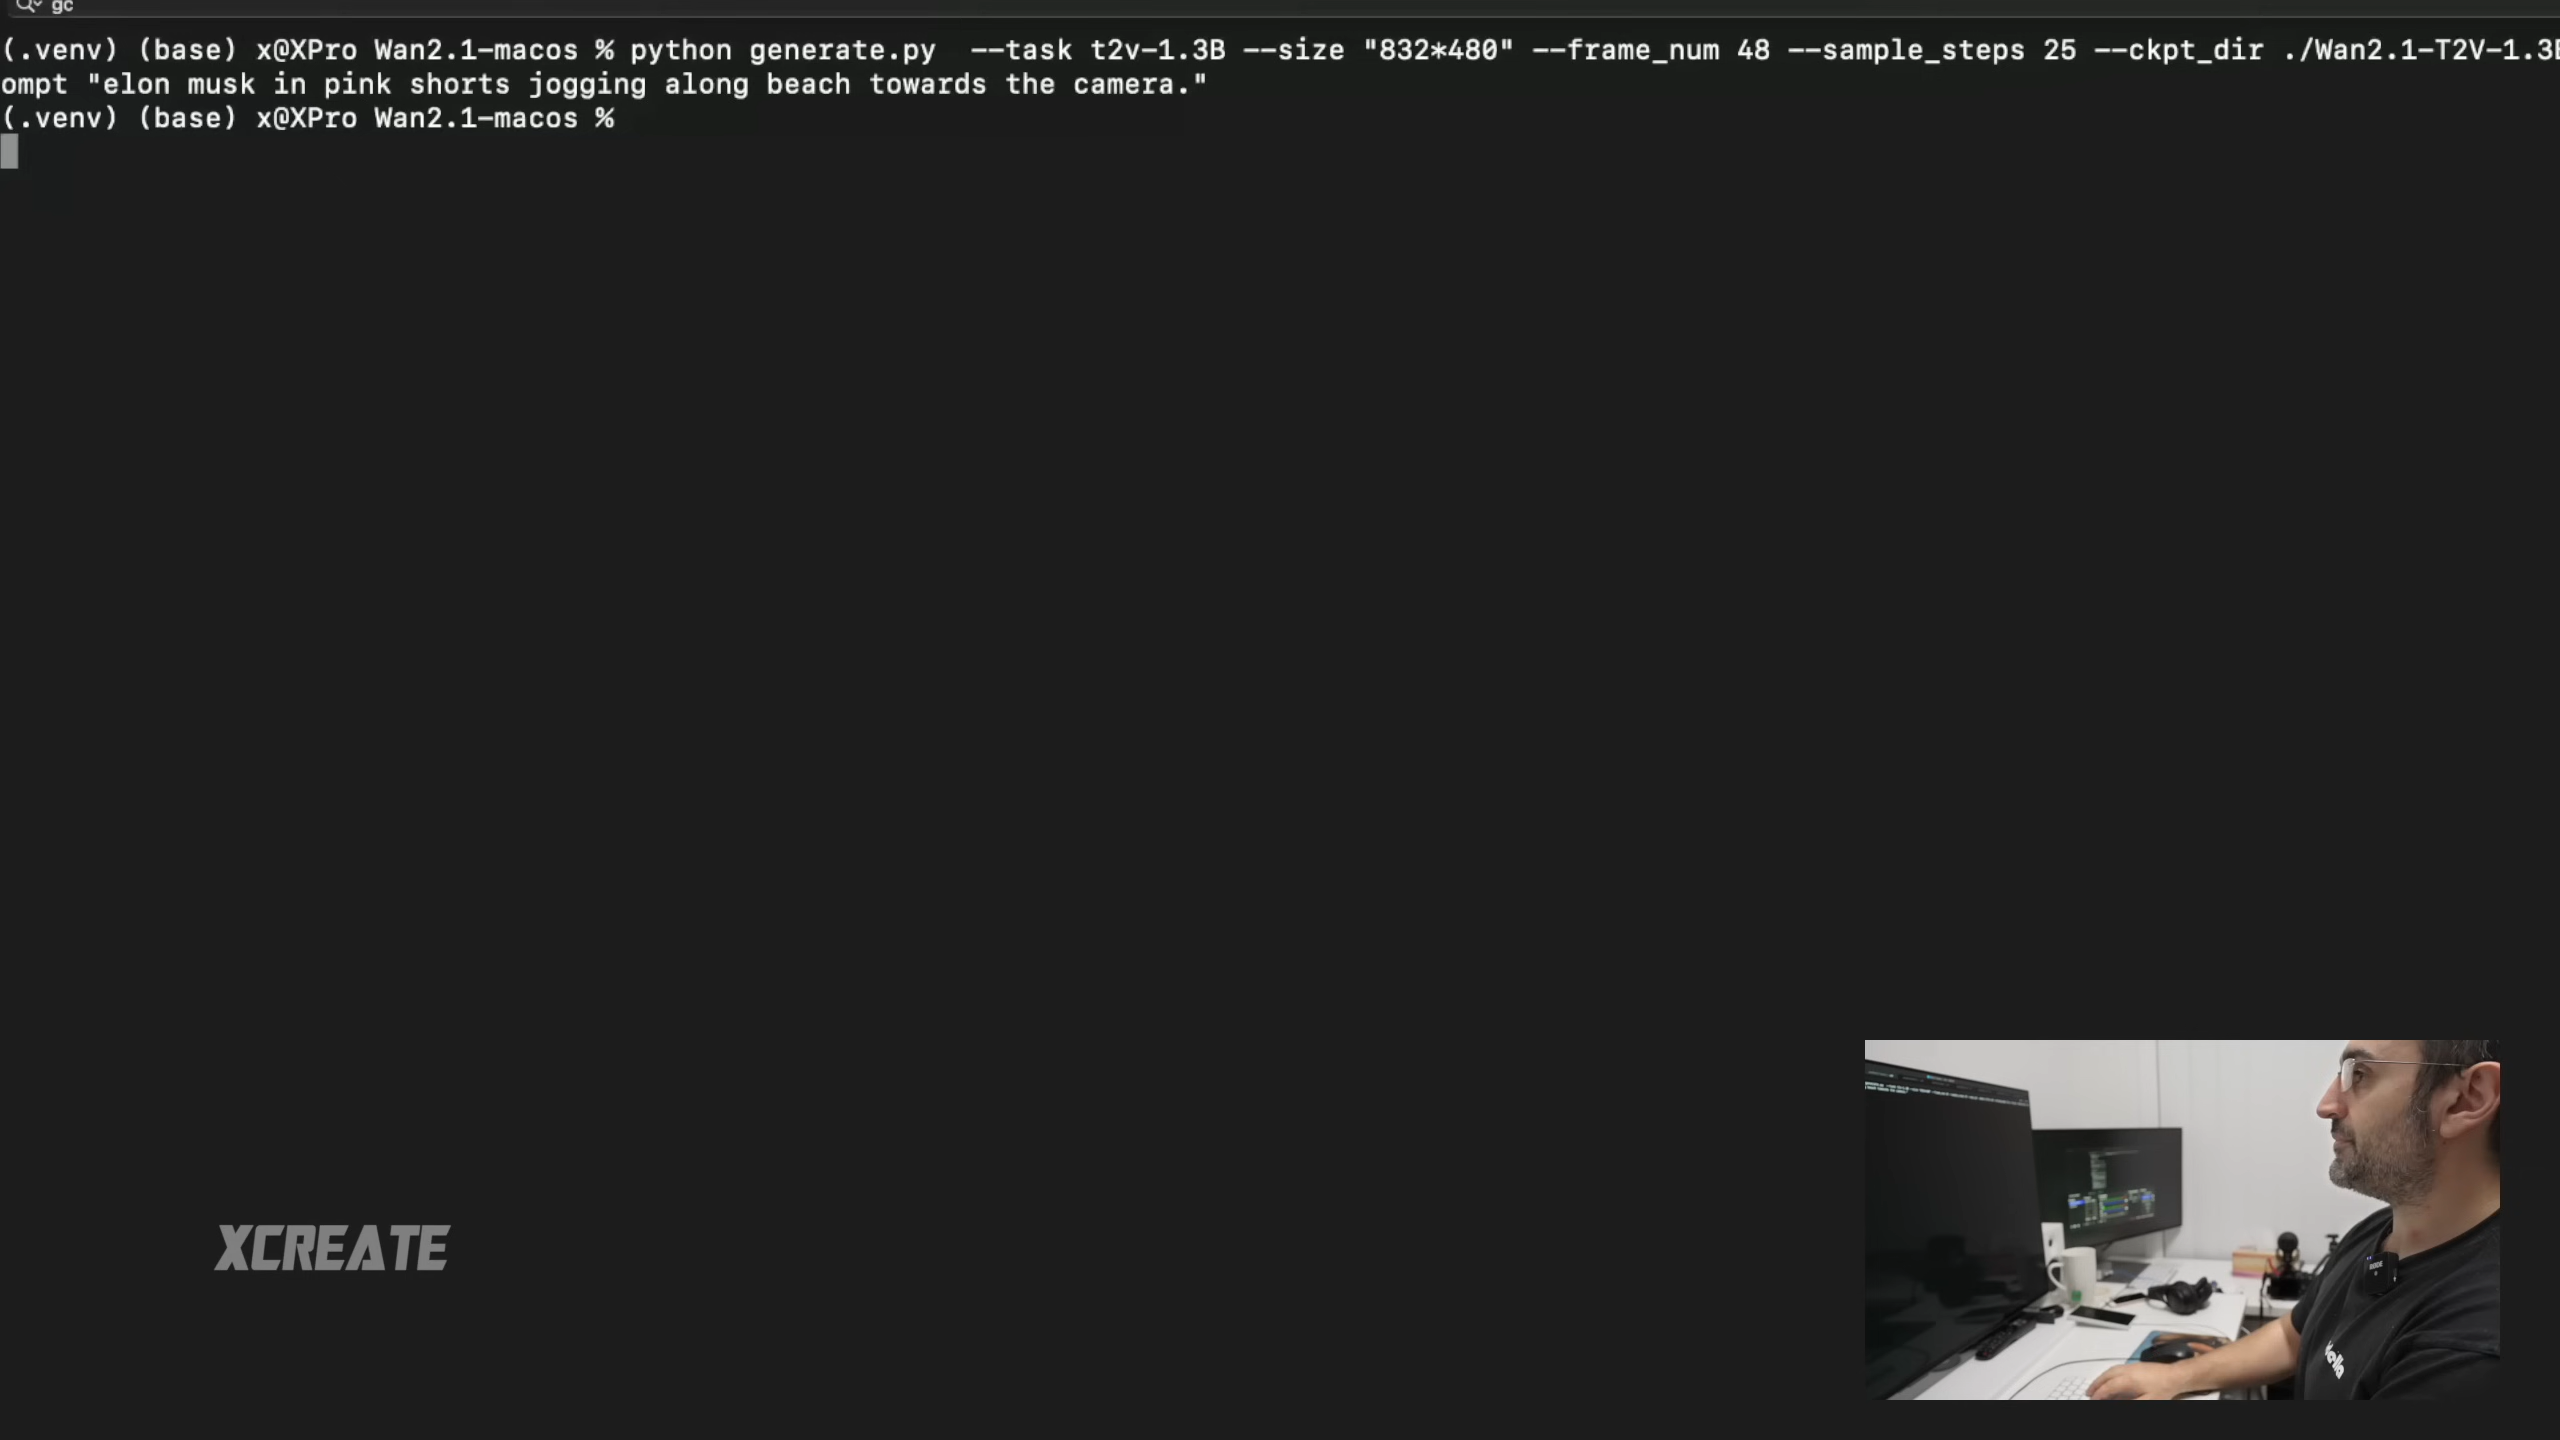 gc
(.venv) (base) x@XPro Wan2.1-macos % python generate.py  --task t2v-1.3B --size "832*480" --frame_num 48 --sample_steps 25 --ckpt_dir ./Wan2.1-T2V-1.3B
ompt "elon musk in pink shorts jogging along beach towards the camera."
(.venv) (base) x@XPro Wan2.1-macos %
XCREATE
RODE